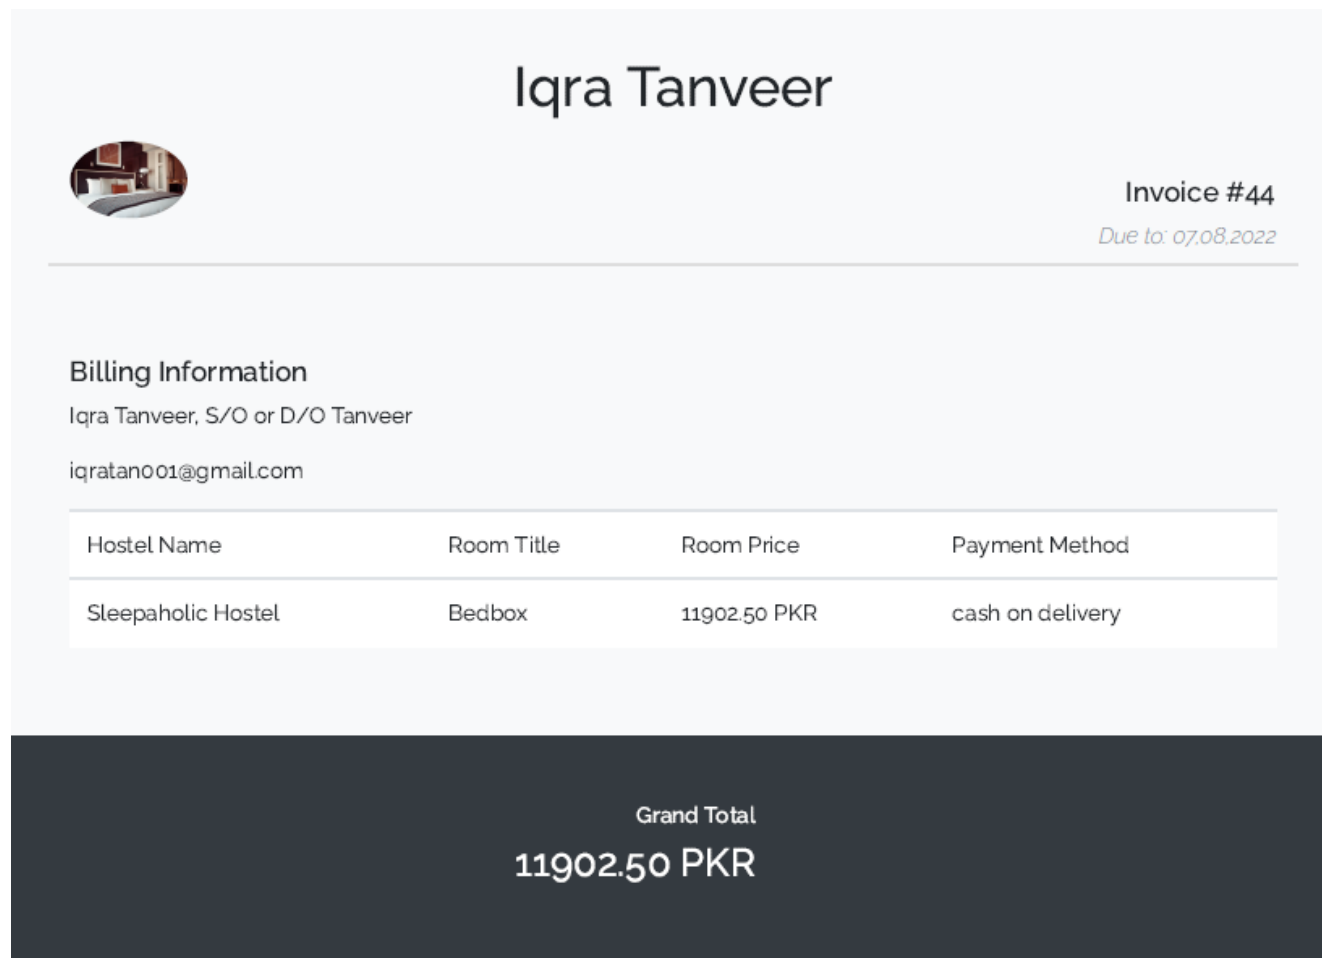 Iqra Tanveer
Invoice #44
Due to: 07,08,2022
Billing Information
Iqra Tanveer, S/O or D/O Tanveer
iqratan001@gmail.com
Hostel Name Room Title Room Price Payment Method
Sleepaholic Hostel Bedbox 11902.50 PKR cash on delivery
Grand Total
11902.50 PKR